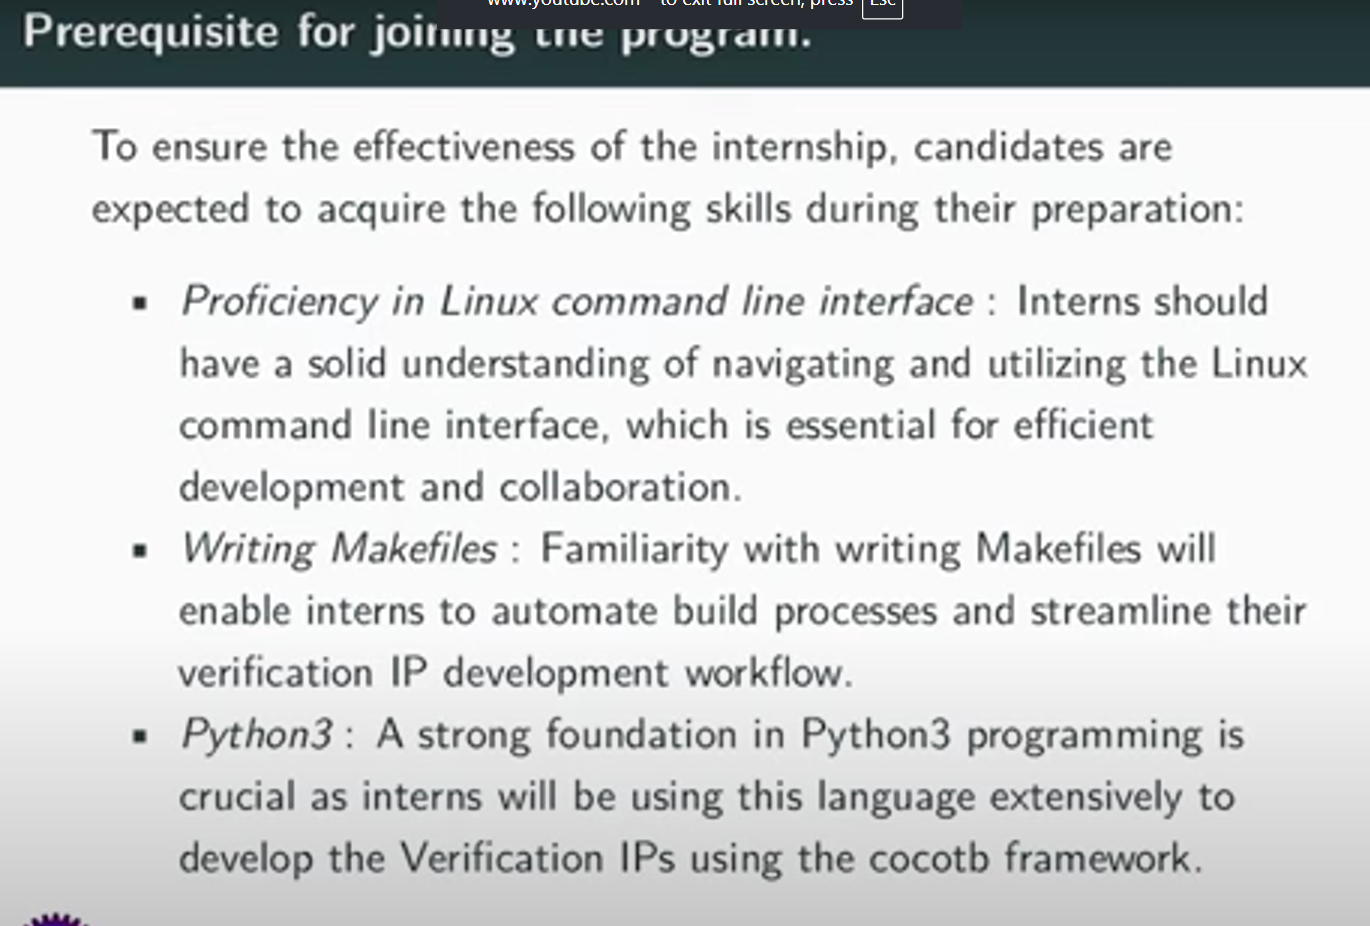 www.youtube.com to exit full screen, press Esc
Prerequisite for joining the program.
To ensure the effectiveness of the internship, candidates are
expected to acquire the following skills during their preparation:
▪ Proficiency in Linux command line interface : Interns should
have a solid understanding of navigating and utilizing the Linux
command line interface, which is essential for efficient
development and collaboration.
▪ Writing Makefiles : Familiarity with writing Makefiles will
enable interns to automate build processes and streamline their
verification IP development workflow.
▪ Python3 : A strong foundation in Python3 programming is
crucial as interns will be using this language extensively to
develop the Verification IPs using the cocotb framework.